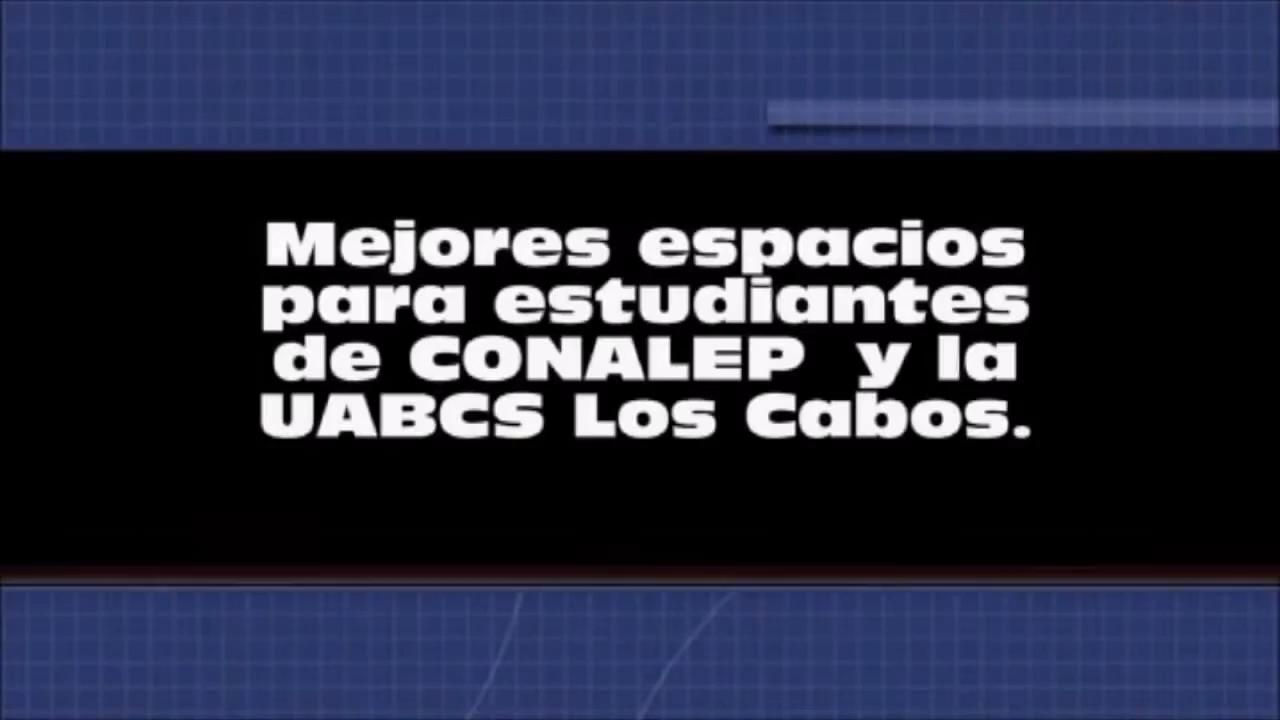 Mejores espacios
para estudiantes
de CONALEP y la
UABCS Los Cabos.